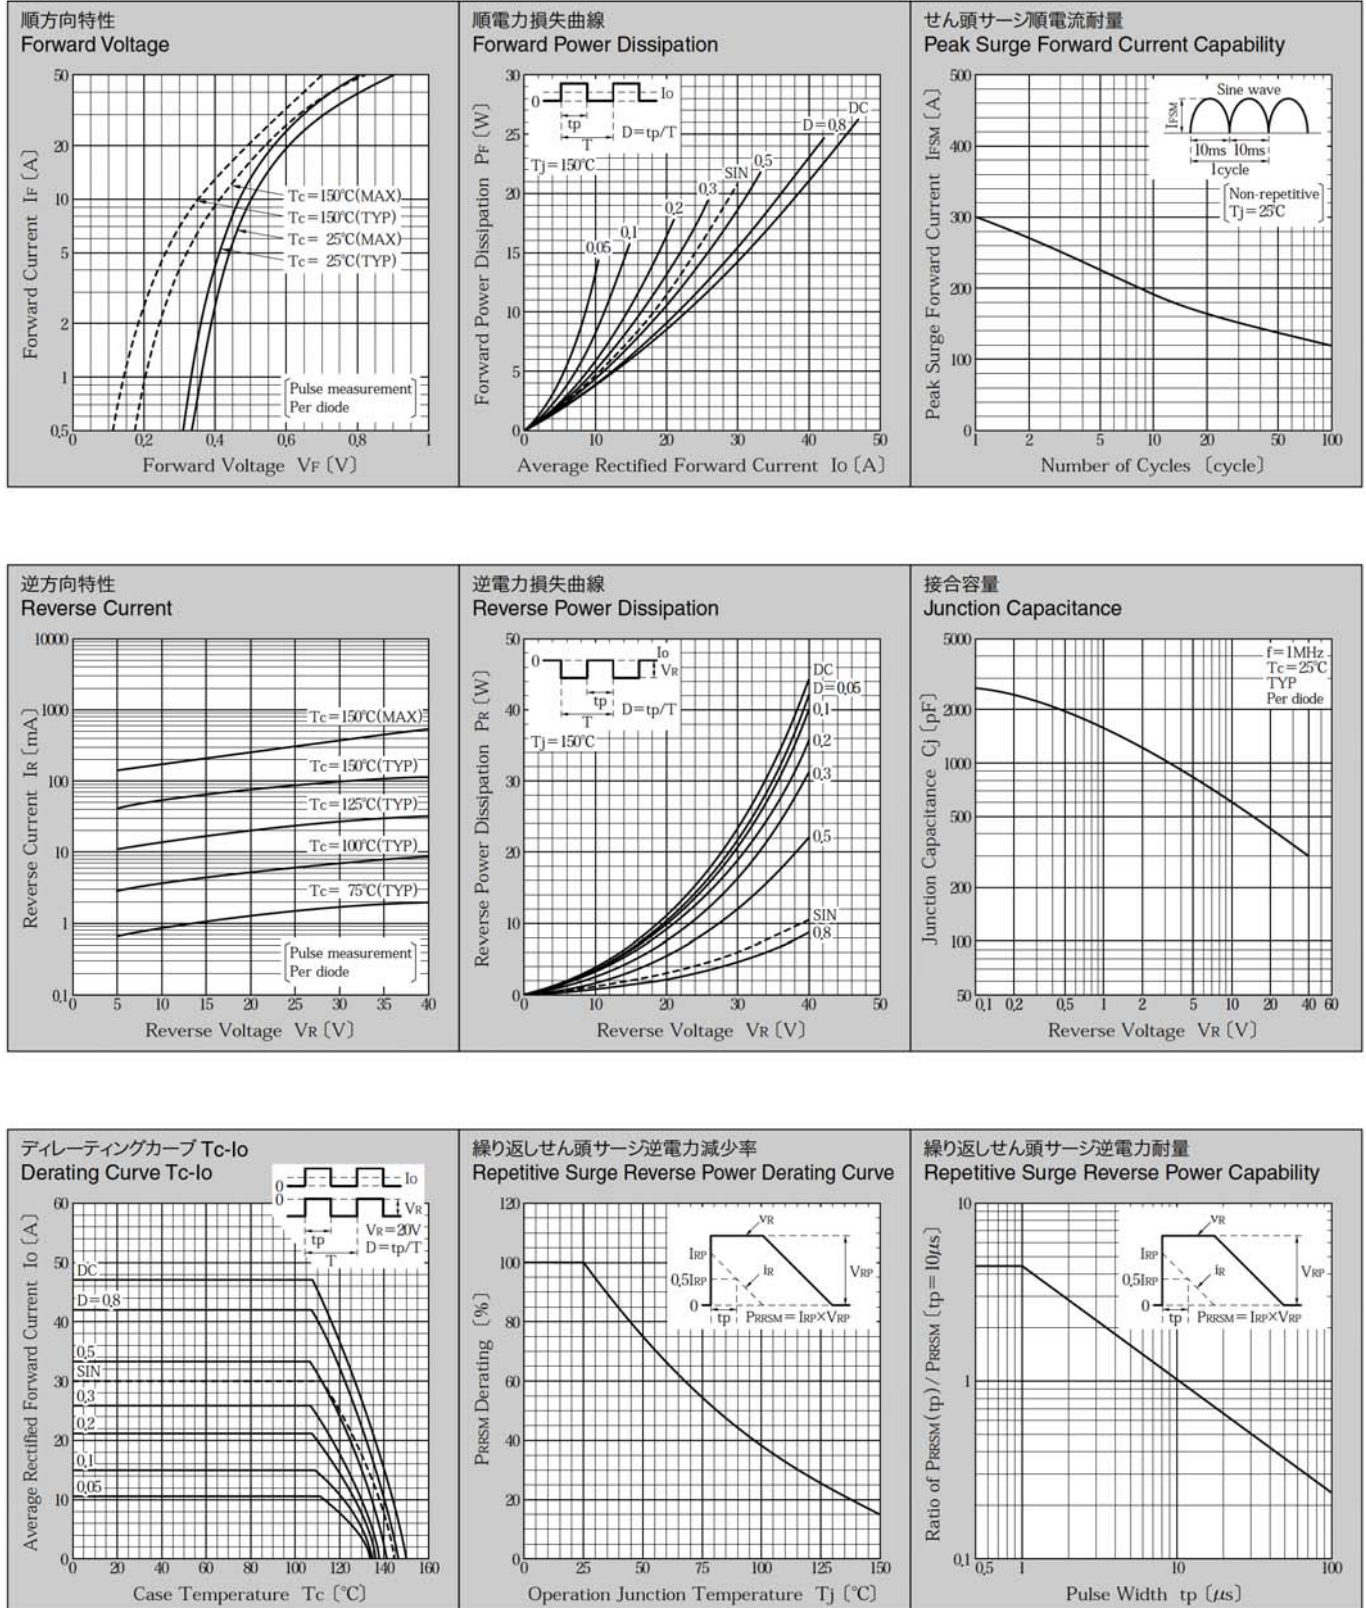 順方向特性
Forward Voltage
Forward Current IF〔A〕
50
20
10
5
2
1
0.5
0
0.2
0.4
0.6
0.8
1
Tc=150℃(MAX)
Tc=150℃(TYP)
Tc= 25℃(MAX)
Tc= 25℃(TYP)
Pulse measurement
Per diode
Forward Voltage VF〔V〕
順電力損失曲線
Forward Power Dissipation
Forward Power Dissipation PF〔W〕
30
25
20
15
10
5
0
0
Io
tp
T
D=tp/T
Tj=150℃
DC
D=0.8
0.5
SIN
0.3
0.2
0.1
0.05
0
10
20
30
40
50
Average Rectified Forward Current Io〔A〕
せん頭サージ順電流耐量
Peak Surge Forward Current Capability
Peak Surge Forward Current IFSM〔A〕
500
400
300
200
100
0
IFSM
Sine wave
10ms
10ms
1cycle
Non-repetitive
Tj=25℃
1
2
5
10
20
50
100
Number of Cycles〔cycle〕
逆方向特性
Reverse Current
Reverse Current IR〔mA〕
10000
1000
100
10
1
0.1
Tc=150℃(MAX)
Tc=150℃(TYP)
Tc=125℃(TYP)
Tc=100℃(TYP)
Tc= 75℃(TYP)
Pulse measurement
Per diode
0
5
10
15
20
25
30
35
40
Reverse Voltage VR〔V〕
逆電力損失曲線
Reverse Power Dissipation
Reverse Power Dissipation PR〔W〕
50
40
30
20
10
0
0
Io
VR
tp
T
D=tp/T
Tj=150℃
DC
D=0.05
0.1
0.2
0.3
0.5
SIN
0.8
0
10
20
30
40
50
Reverse Voltage VR〔V〕
接合容量
Junction Capacitance
Junction Capacitance Cj〔pF〕
5000
2000
1000
500
200
100
50
f=1MHz
Tc=25℃
TYP
Per diode
0.1
0.2
0.5
1
2
5
10
20
40
60
Reverse Voltage VR〔V〕
ディレーティングカーブ Tc-Io
Derating Curve Tc-Io
Average Rectified Forward Current Io〔A〕
0
Io
0
VR
tp
T
VR=20V
D=tp/T
60
50
40
30
20
10
0
DC
D=0.8
0.5
SIN
0.3
0.2
0.1
0.05
0
20
40
60
80
100
120
140
160
Case Temperature Tc〔℃〕
繰り返しせん頭サージ逆電力減少率
Repetitive Surge Reverse Power Derating Curve
PRRSM Derating〔%〕
120
100
80
60
40
20
0
VR
IRP
0.5IRP
iR
VRP
0
tp
PRRSM=IRP×VRP
0
25
50
75
100
125
150
Operation Junction Temperature Tj〔℃〕
繰り返しせん頭サージ逆電力耐量
Repetitive Surge Reverse Power Capability
Ratio of PRRSM(tp) / PRRSM〔tp=10μs〕
10
1
0.1
VR
IRP
0.5IRP
iR
VRP
0
tp
PRRSM=IRP×VRP
0.5
1
10
100
Pulse Width tp〔μs〕